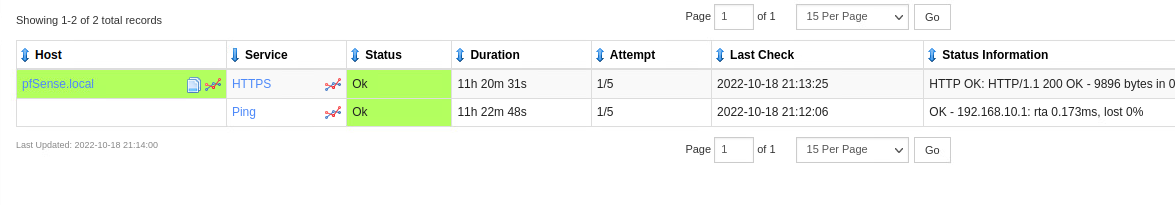 Showing 1-2 of 2 total records
Page 1 of 1 15 Per Page Go
Host Service Status Duration Attempt Last Check Status Information
pfSense.local HTTPS Ok 11h 20m 31s 1/5 2022-10-18 21:13:25 HTTP OK: HTTP/1.1 200 OK - 9896 bytes in 0
Ping Ok 11h 22m 48s 1/5 2022-10-18 21:12:06 OK - 192.168.10.1: rta 0.173ms, lost 0%
Last Updated: 2022-10-18 21:14:00
Page 1 of 1 15 Per Page Go